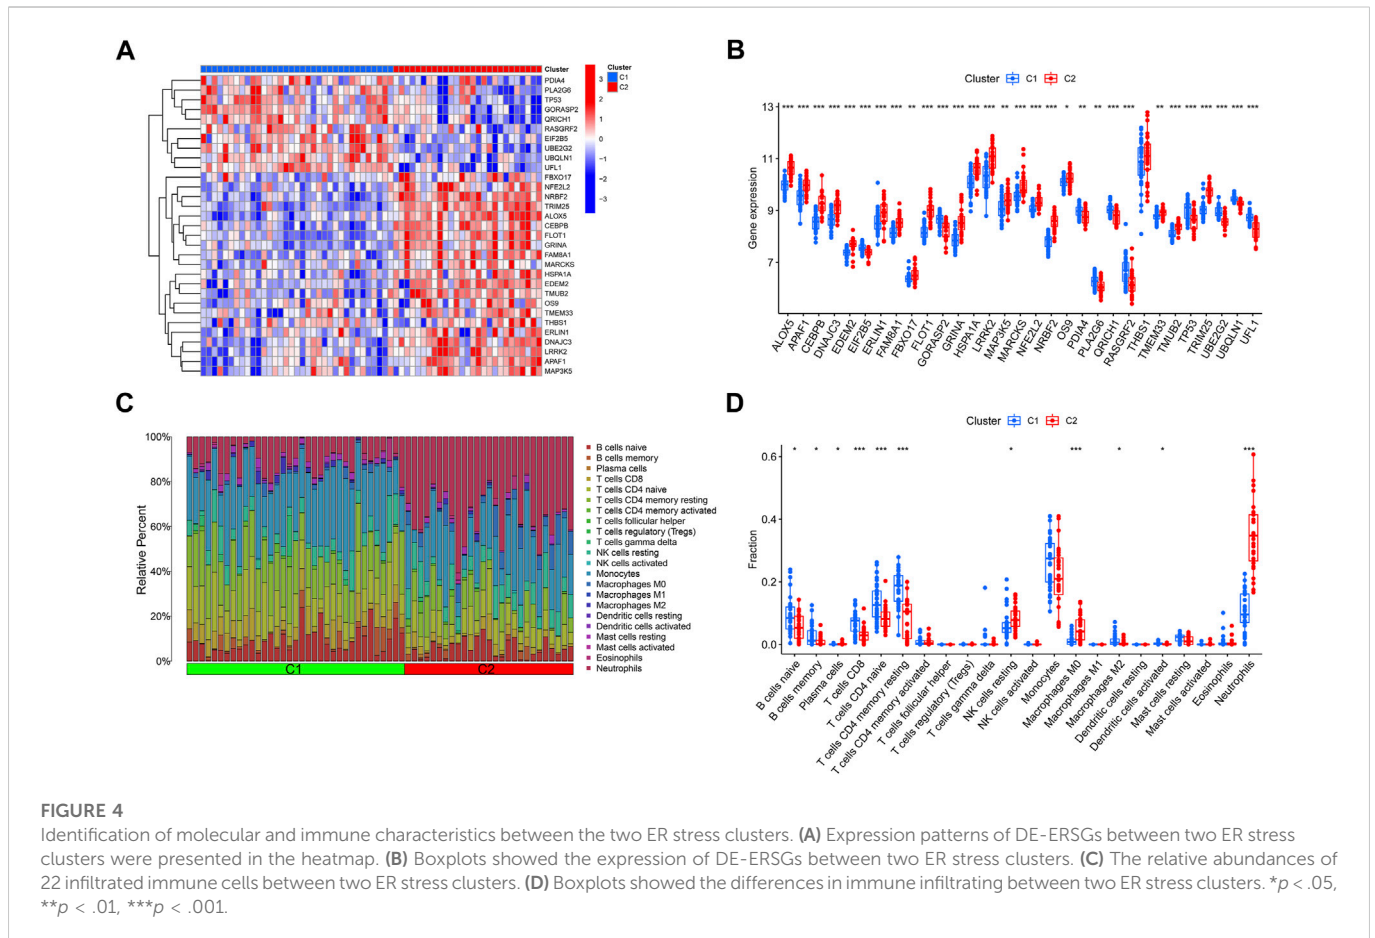 A
Cluster
C1
C2
3
2
1
0
−1
−2
−3
Cluster
PDIA4
PLA2G6
TP53
GORASP2
QRICH1
RASGRF2
EIF2B5
UBE2G2
UBQLN1
UFL1
FBXO17
NFE2L2
NRBF2
TRIM25
ALOX5
CEBPB
FLOT1
GRINA
FAM8A1
MARCKS
HSPA1A
EDEM2
TMUB2
OS9
TMEM33
THBS1
ERLIN1
DNAJC3
LRRK2
APAF1
MAP3K5
B
Cluster C1 C2
*** *** *** *** *** *** *** *** ** *** *** *** *** *** ** *** *** *** * ** ** *** *** ** *** *** *** *** *** ***
Gene expression
13
11
9
7
ALOX5
APAF1
CEBPB
DNAJC3
EDEM2
EIF2B5
ERLIN1
FAM8A1
FBXO17
FLOT1
GORASP2
GRINA
HSPA1A
LRRK2
MAP3K5
MARCKS
NFE2L2
NRBF2
OS9
PDIA4
PLA2G6
QRICH1
RASGRF2
THBS1
TMEM33
TMUB2
TP53
TRIM25
UBE2G2
UBQLN1
UFL1
C
Relative Percent
100%
80%
60%
40%
20%
0%
C1
C2
B cells naive
B cells memory
Plasma cells
T cells CD8
T cells CD4 naive
T cells CD4 memory resting
T cells CD4 memory activated
T cells follicular helper
T cells regulatory (Tregs)
T cells gamma delta
NK cells resting
NK cells activated
Monocytes
Macrophages M0
Macrophages M1
Macrophages M2
Dendritic cells resting
Dendritic cells activated
Mast cells resting
Mast cells activated
Eosinophils
Neutrophils
D
Cluster C1 C2
* * * *** *** *** * *** * * ***
Fraction
0.6
0.4
0.2
0.0
B cells naive
B cells memory
Plasma cells
T cells CD8
T cells CD4 naive
T cells CD4 memory resting
T cells CD4 memory activated
T cells follicular helper
T cells regulatory (Tregs)
T cells gamma delta
NK cells resting
NK cells activated
Monocytes
Macrophages M0
Macrophages M1
Macrophages M2
Dendritic cells resting
Dendritic cells activated
Mast cells resting
Mast cells activated
Eosinophils
Neutrophils
FIGURE 4
Identification of molecular and immune characteristics between the two ER stress clusters. (A) Expression patterns of DE-ERSGs between two ER stress
clusters were presented in the heatmap. (B) Boxplots showed the expression of DE-ERSGs between two ER stress clusters. (C) The relative abundances of
22 infiltrated immune cells between two ER stress clusters. (D) Boxplots showed the differences in immune infiltrating between two ER stress clusters. *p < .05,
**p < .01, ***p < .001.